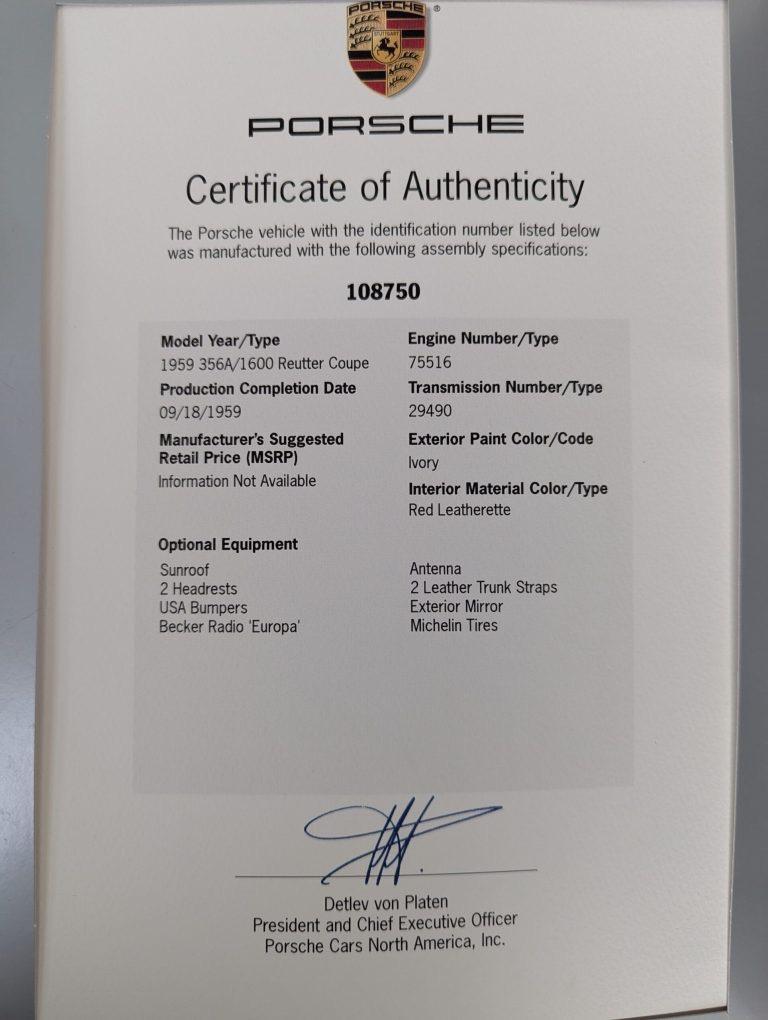 PORSCHE
®
STUTTGART
PORSCHE
Certificate of Authenticity
The Porsche vehicle with the identification number listed below
was manufactured with the following assembly specifications:
108750
Model Year/Type
1959 356A/1600 Reutter Coupe
Production Completion Date
09/18/1959
Manufacturer's Suggested
Retail Price (MSRP)
Information Not Available
Engine Number/Type
75516
Transmission Number/Type
29490
Exterior Paint Color/Code
Ivory
Interior Material Color/Type
Red Leatherette
Optional Equipment
Sunroof
2 Headrests
USA Bumpers
Becker Radio 'Europa'
Antenna
2 Leather Trunk Straps
Exterior Mirror
Michelin Tires
Detlev von Platen
President and Chief Executive Officer
Porsche Cars North America, Inc.